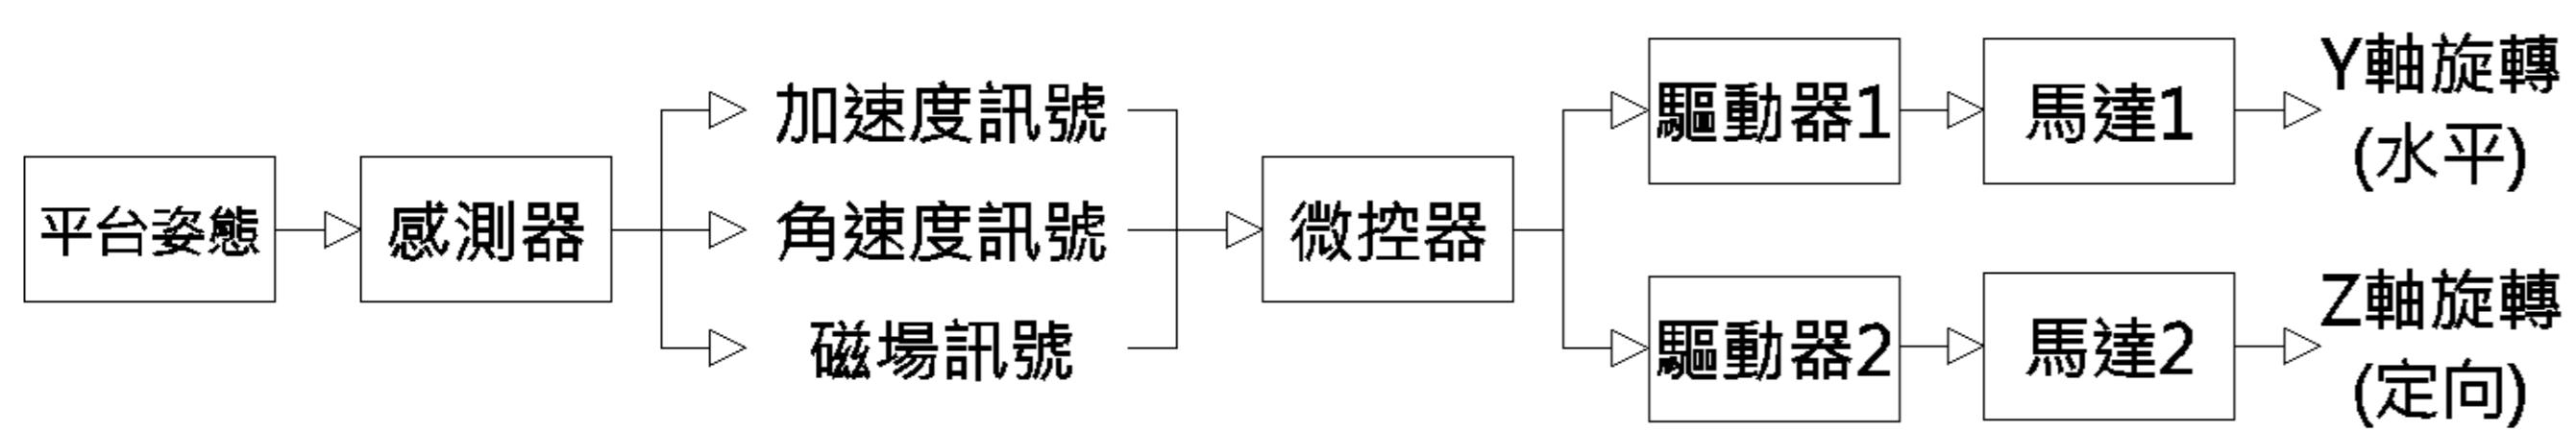 平台姿態
感測器
加速度訊號
角速度訊號
磁場訊號
微控器
驅動器1
馬達1
Y軸旋轉
(水平)
驅動器2
馬達2
Z軸旋轉
(定向)